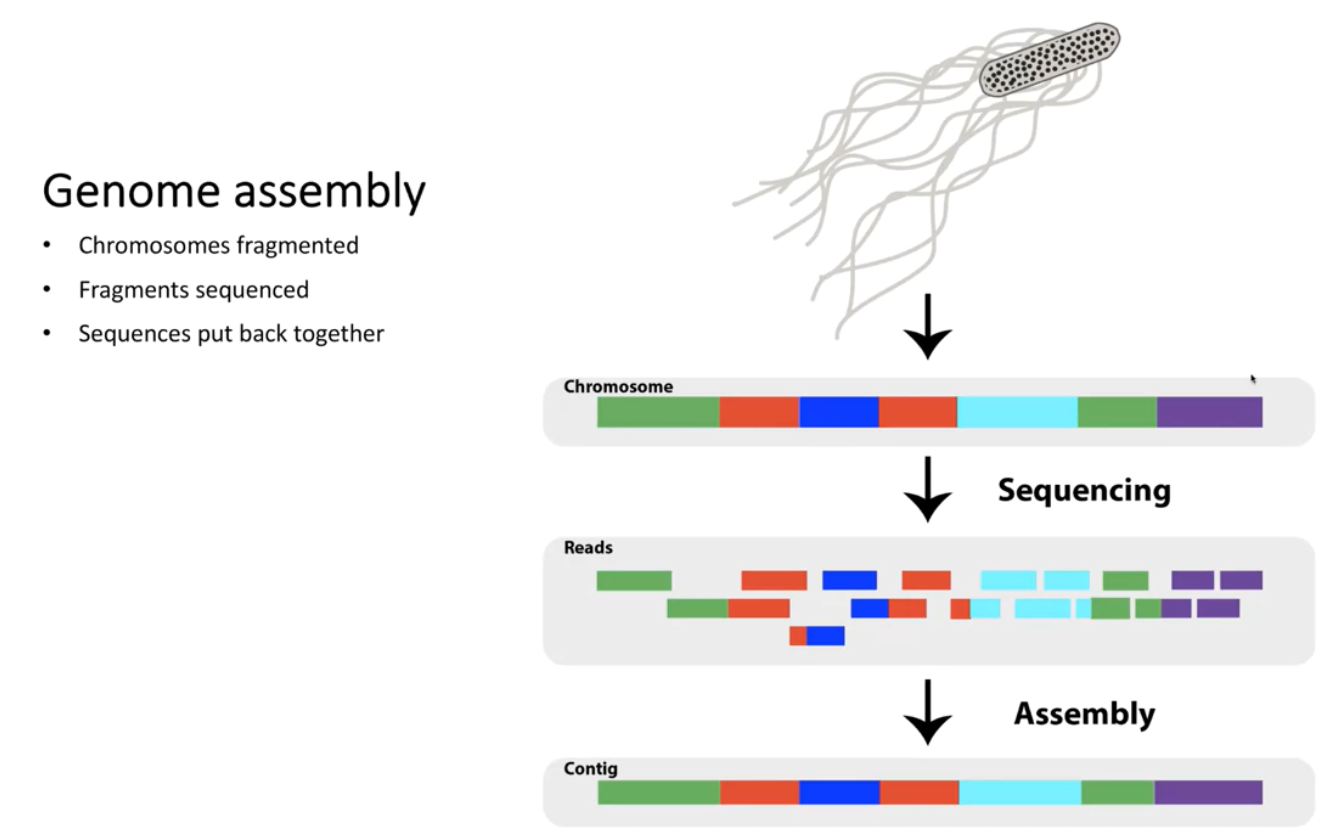 Genome assembly
• Chromosomes fragmented
• Fragments sequenced
• Sequences put back together
Chromosome
Sequencing
Reads
Assembly
Contig